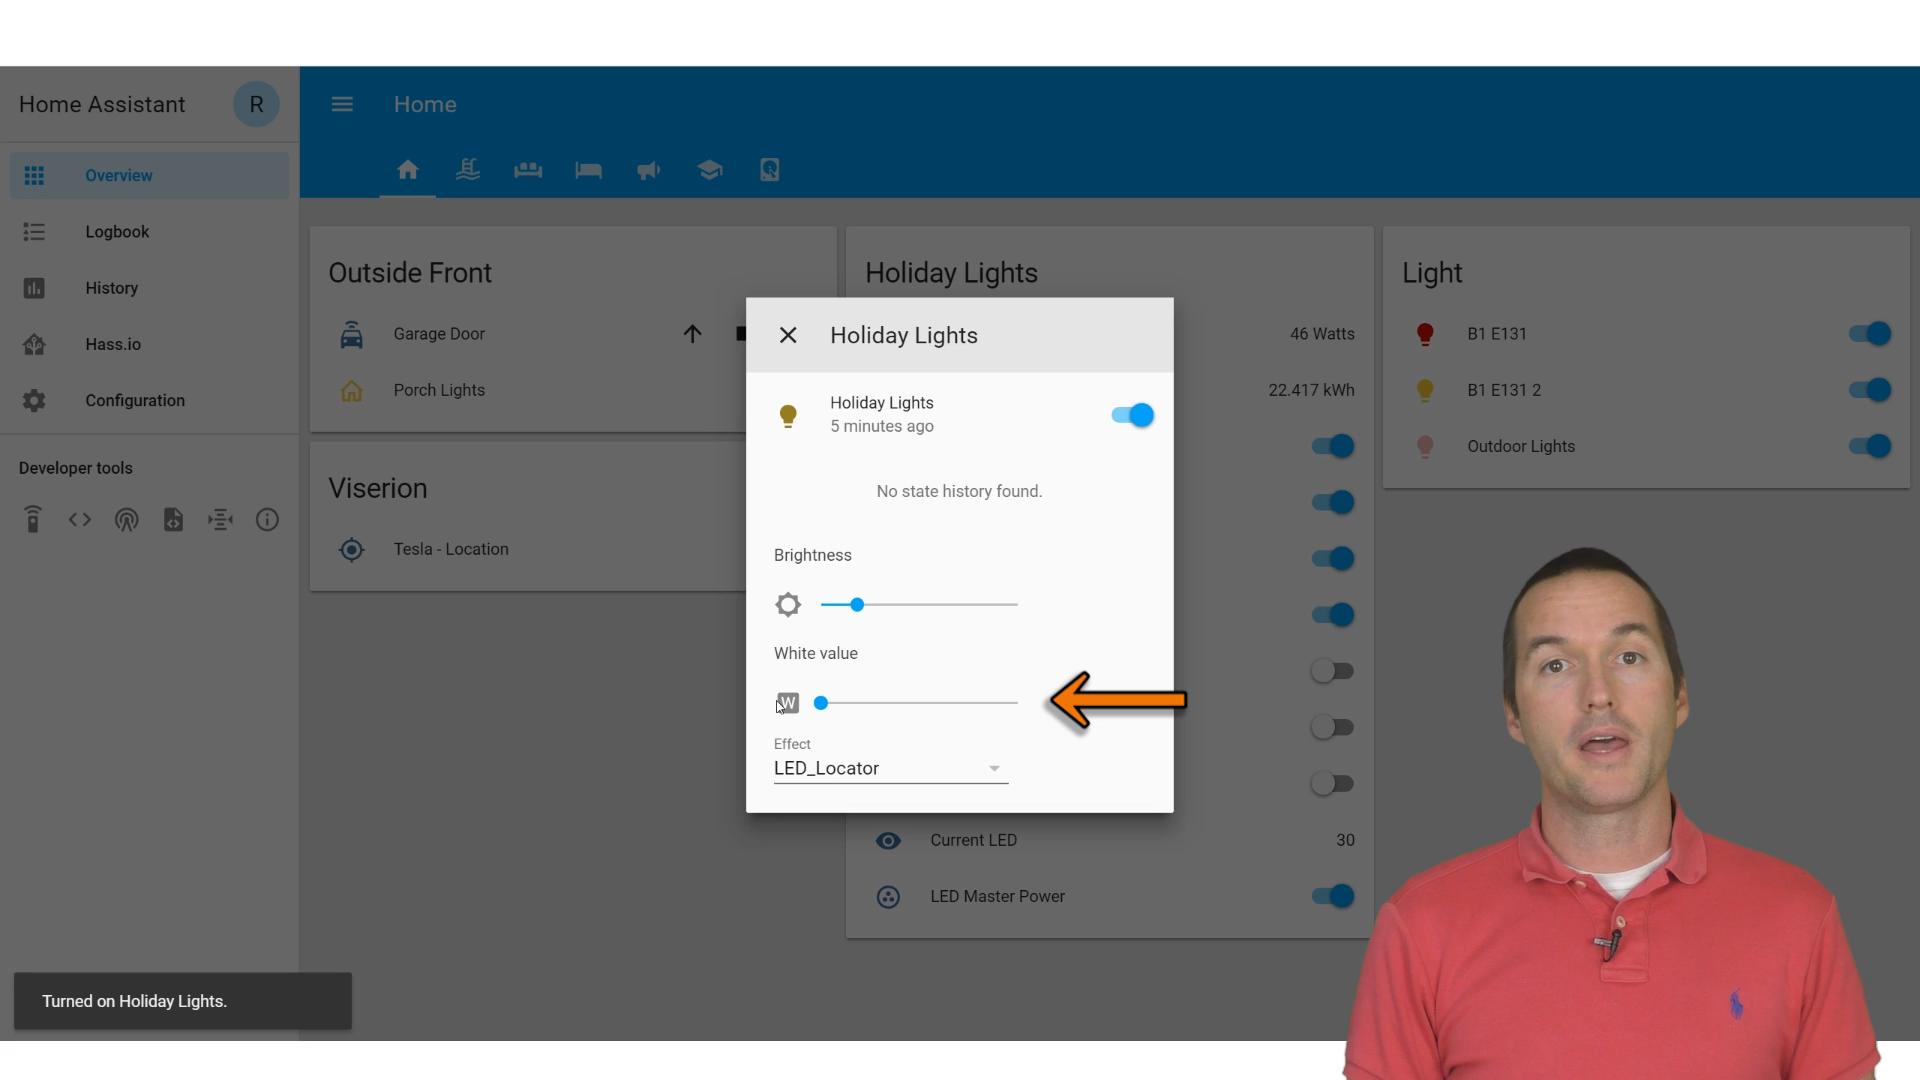 Home Assistant
R
Home
Overview
Logbook
History
Hass.io
Configuration
Developer tools
Outside Front
Garage Door
Porch Lights
Viserion
Tesla - Location
Holiday Lights
46 Watts
22.417 kWh
Current LED
30
LED Master Power
Light
B1 E131
B1 E131 2
Outdoor Lights
Holiday Lights
Holiday Lights
5 minutes ago
No state history found.
Brightness
White value
W
Effect
LED_Locator
Turned on Holiday Lights.